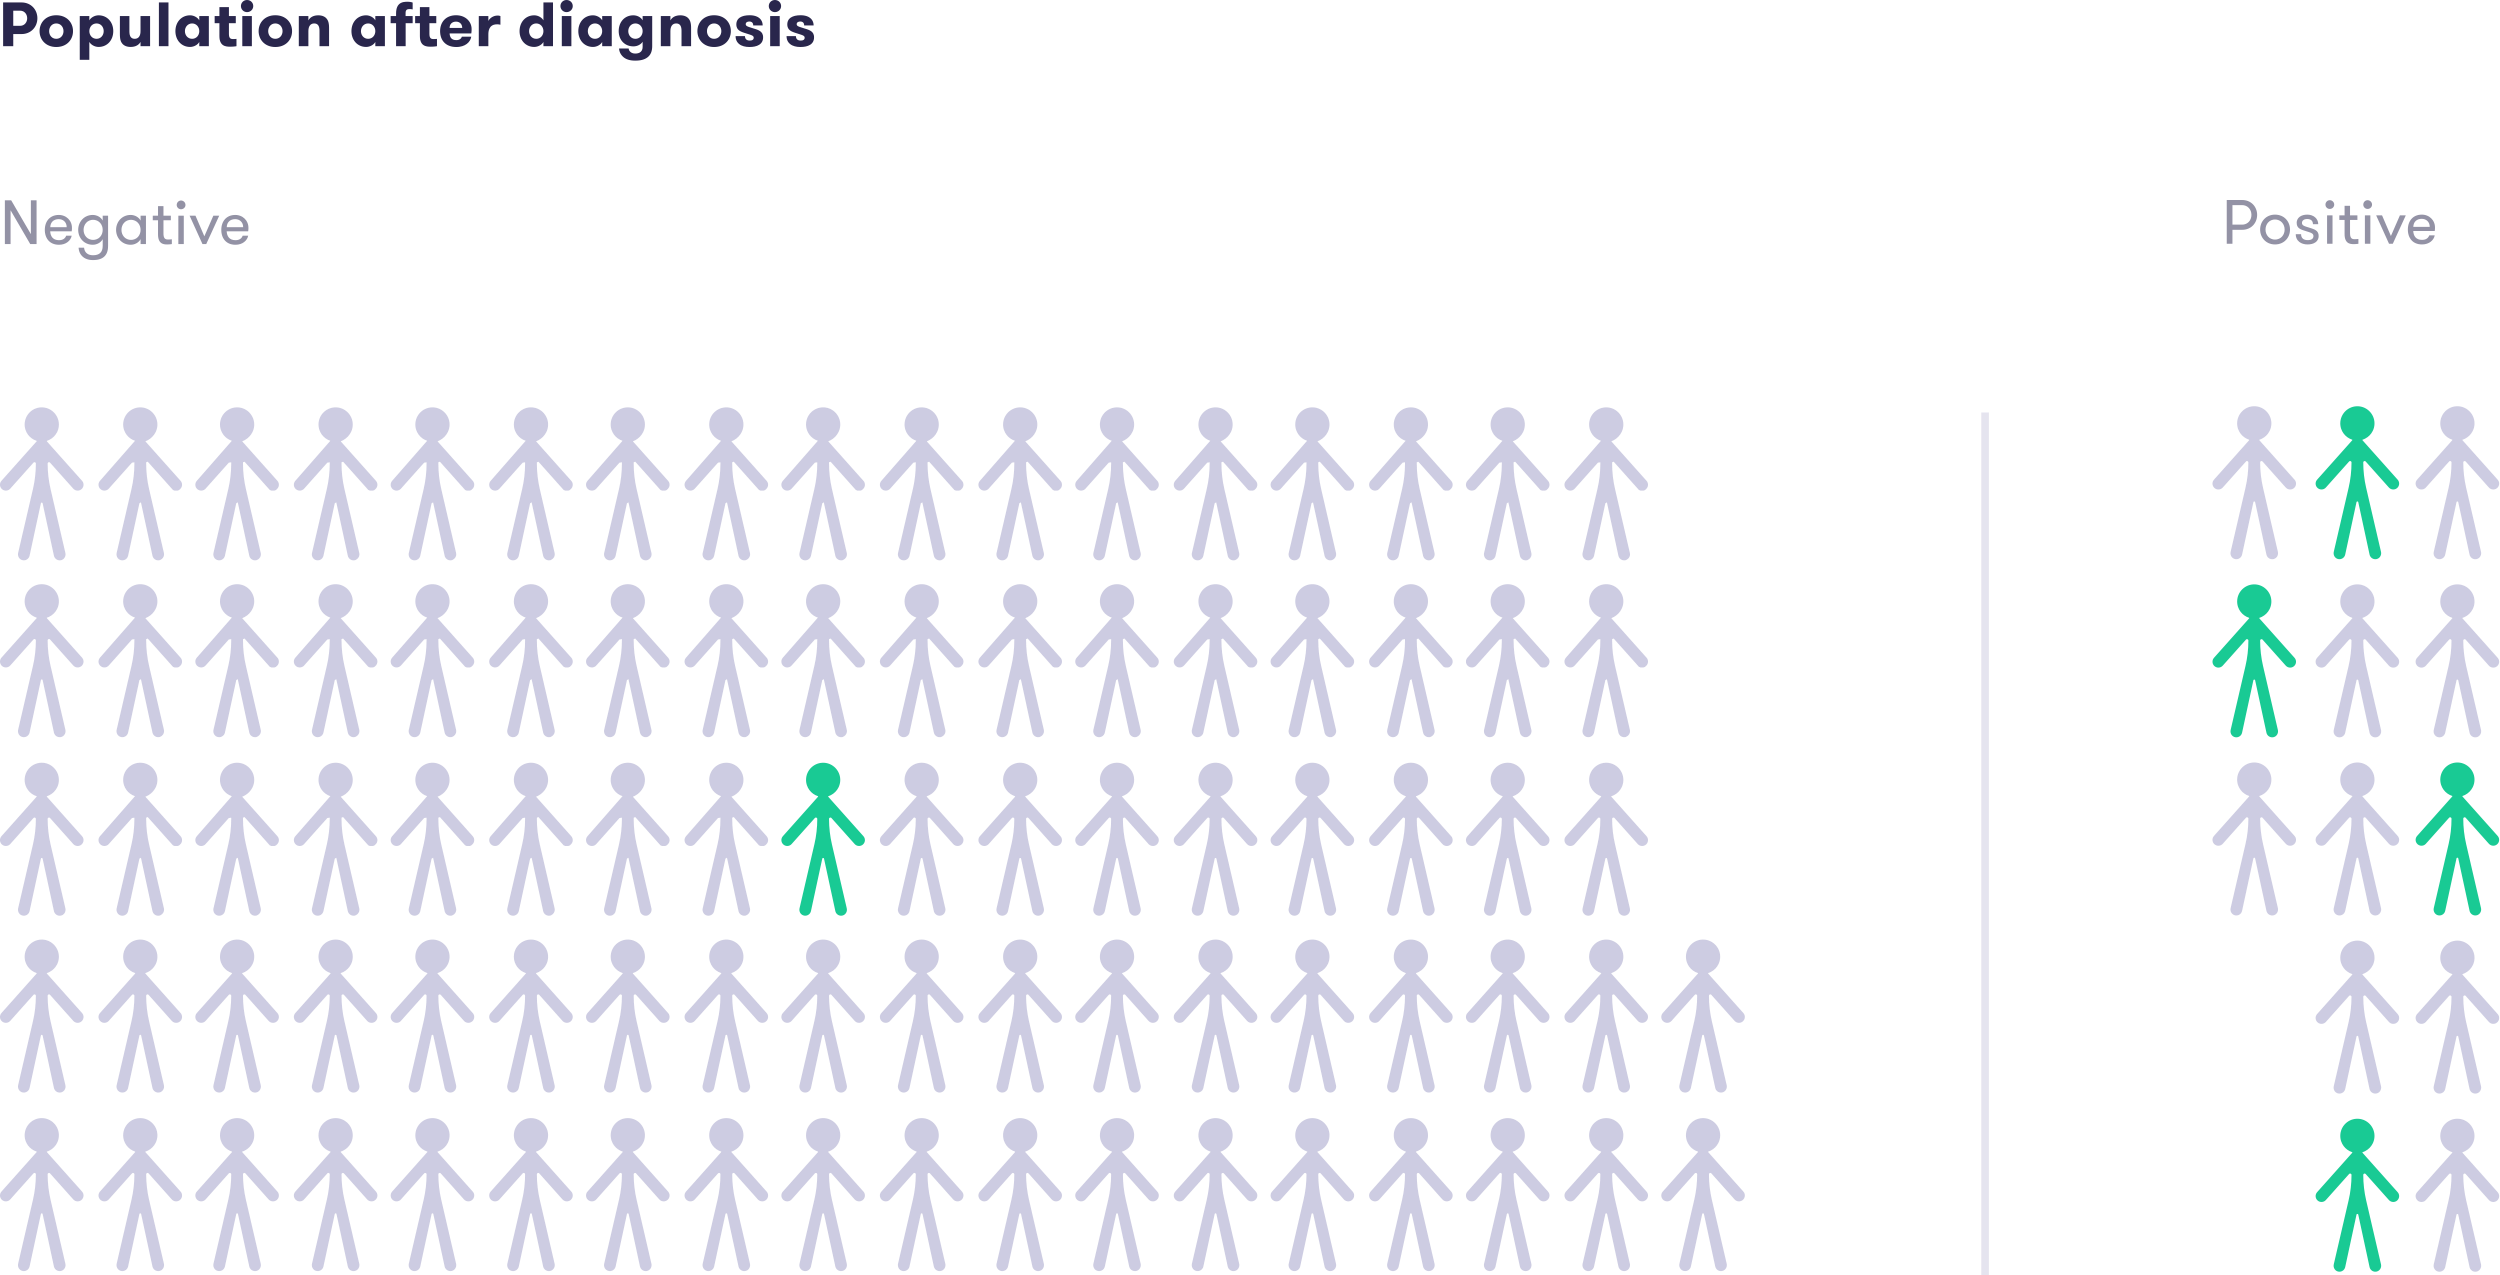 Population after diagnosis
Negative
Positive